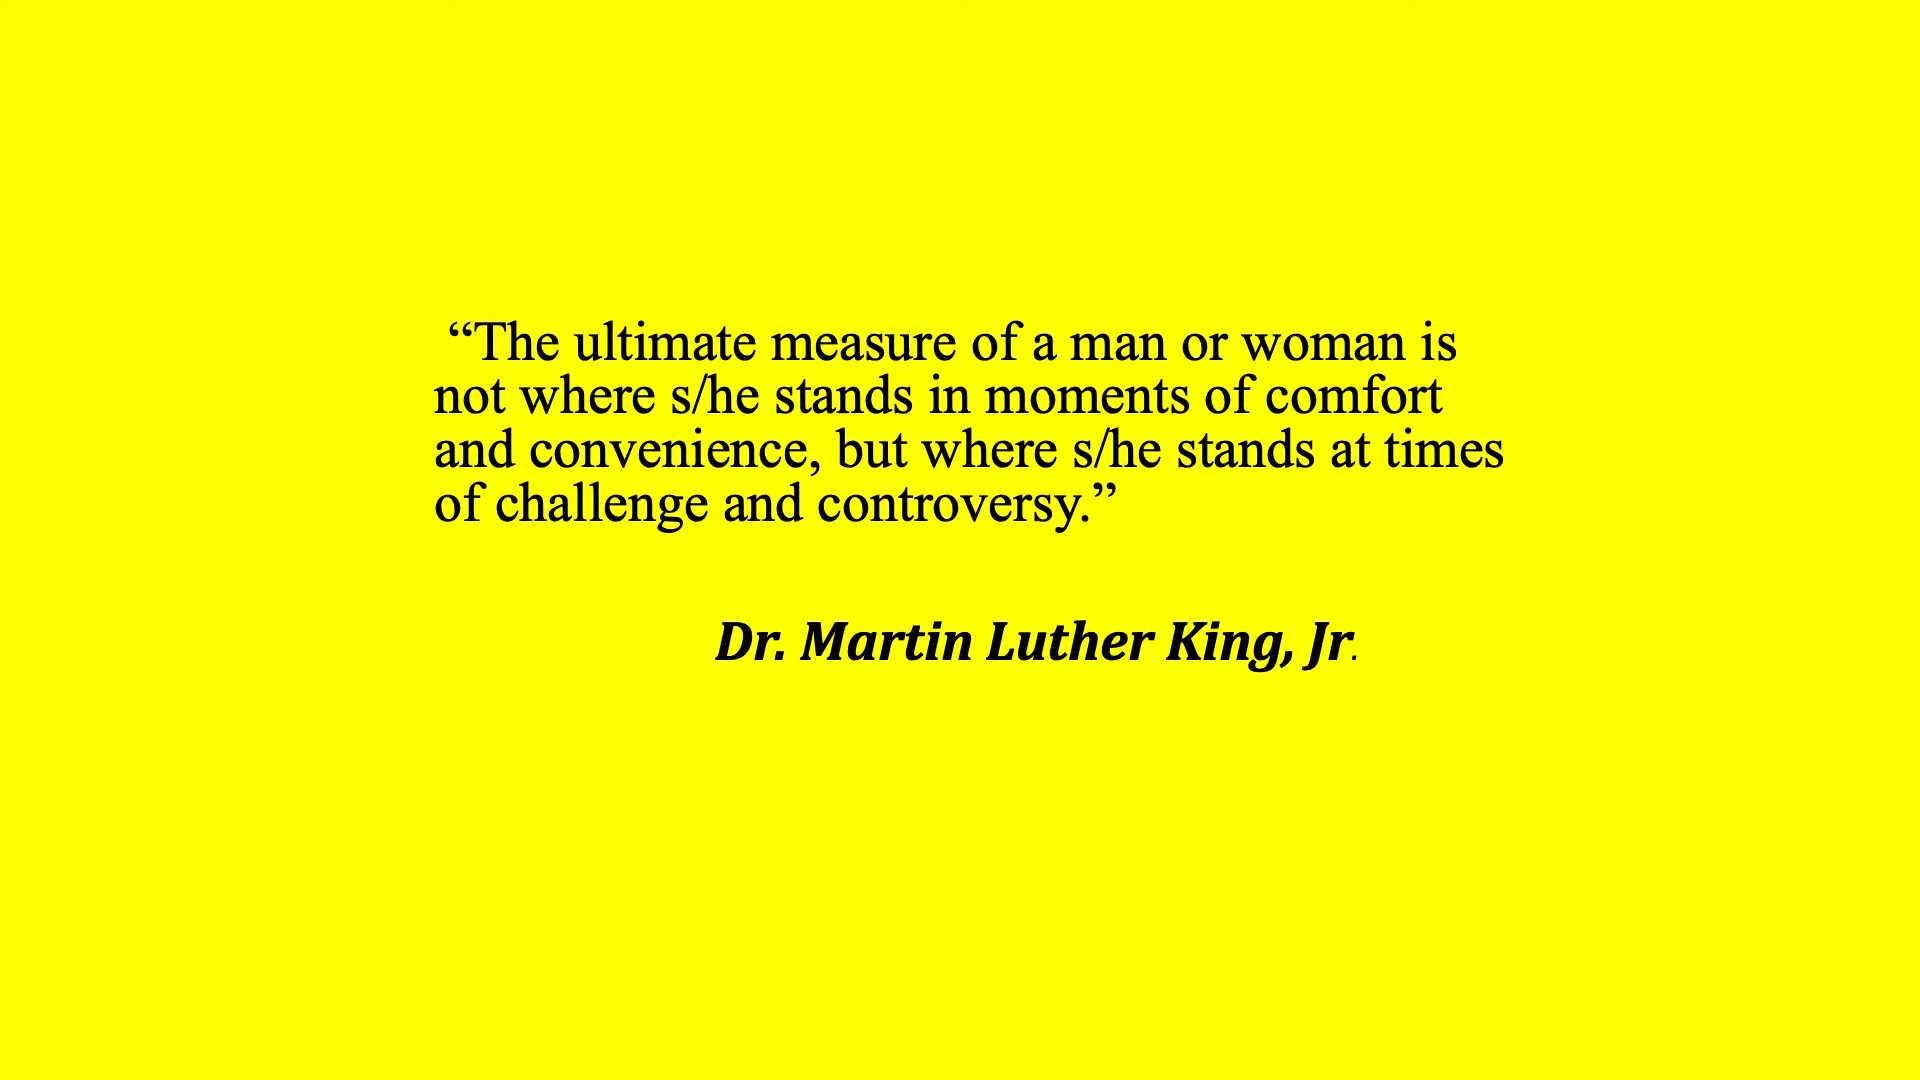 “The ultimate measure of a man or woman is
not where s/he stands in moments of comfort
and convenience, but where s/he stands at times
of challenge and controversy.”
Dr. Martin Luther King, Jr.